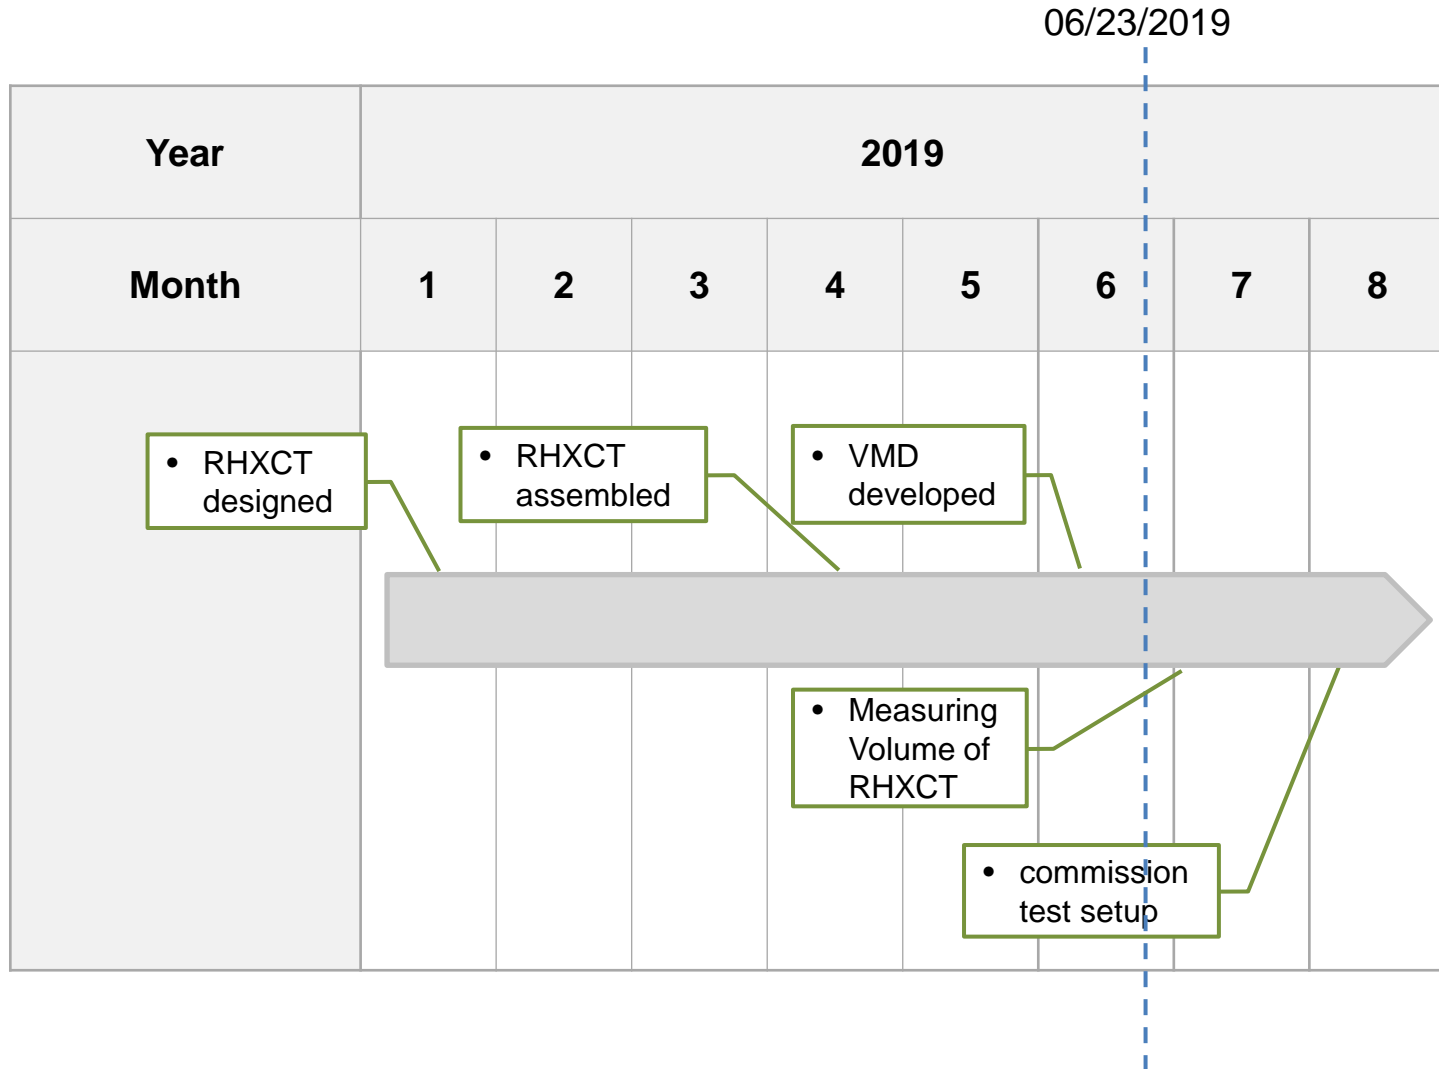 06/23/2019
Year
2019
Month
1
2
3
4
5
6
7
8
• RHXCT
designed
• RHXCT
assembled
• VMD
developed
• Measuring
Volume of
RHXCT
• commission
test setup